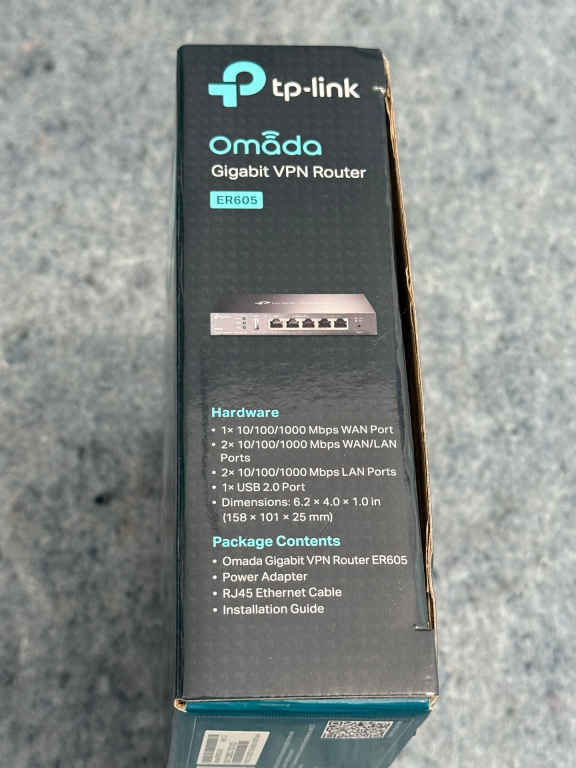 tp-link
Omada
Gigabit VPN Router
ER605
Hardware
• 1× 10/100/1000 Mbps WAN Port
• 2× 10/100/1000 Mbps WAN/LAN
Ports
• 2× 10/100/1000 Mbps LAN Ports
• 1× USB 2.0 Port
• Dimensions: 6.2 × 4.0 × 1.0 in
(158 × 101 × 25 mm)
Package Contents
• Omada Gigabit VPN Router ER605
• Power Adapter
• RJ45 Ethernet Cable
• Installation Guide